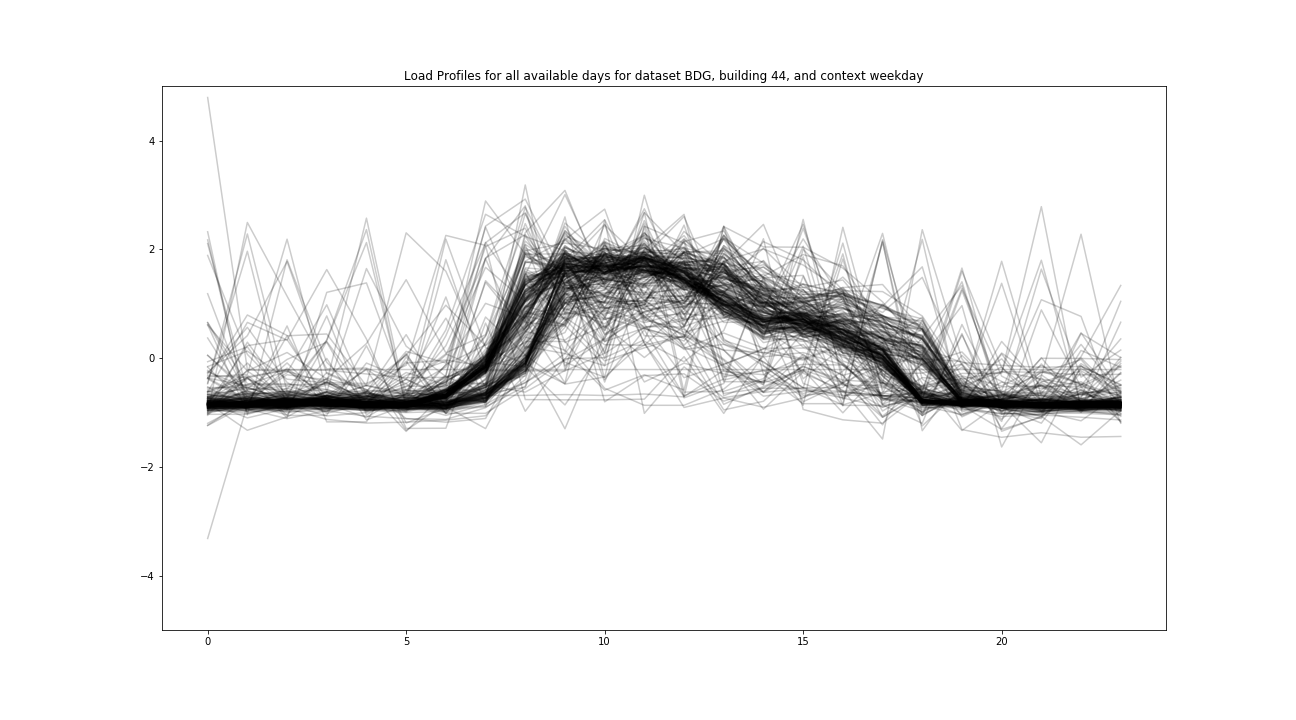 Load Profiles for all available days for dataset BDG, building 44, and context weekday
4
2
0
−2
−4
0 5 10 15 20